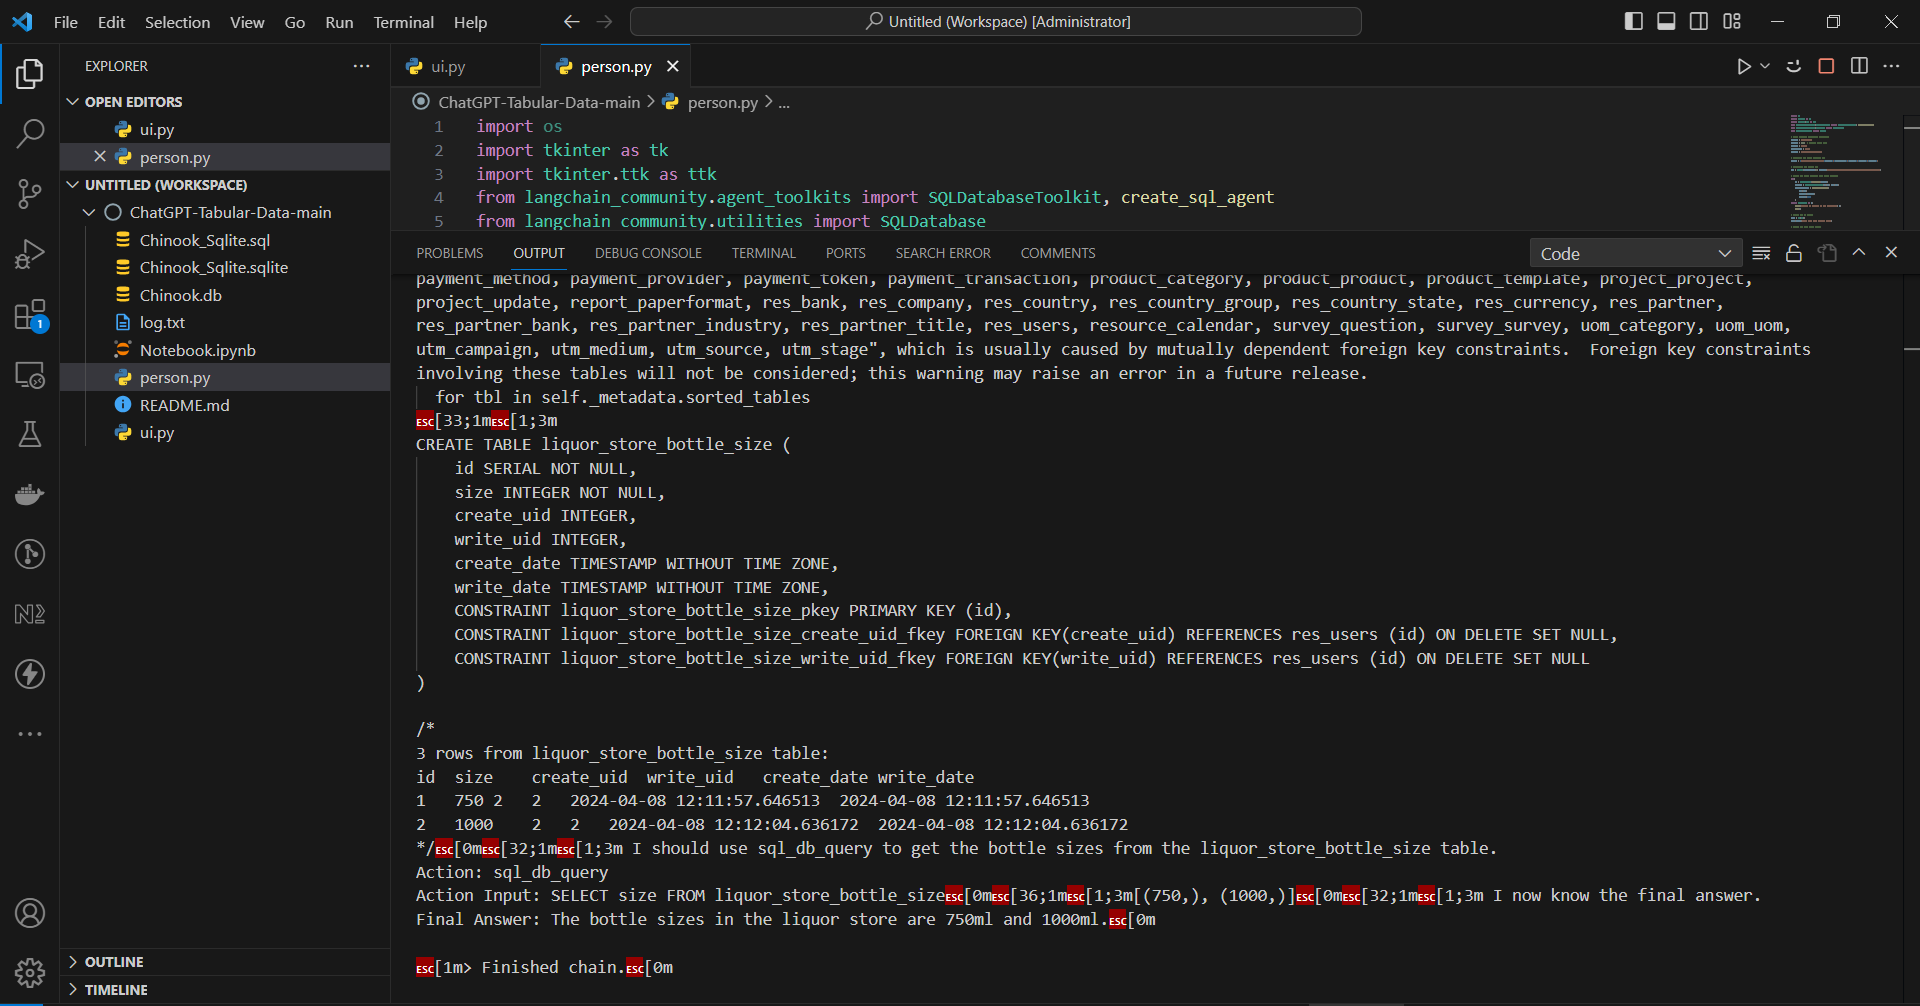 File Edit Selection View Go Run Terminal Help
Untitled (Workspace) [Administrator]
EXPLORER
OPEN EDITORS
ui.py
person.py
UNTITLED (WORKSPACE)
ChatGPT-Tabular-Data-main
Chinook_Sqlite.sql
Chinook_Sqlite.sqlite
Chinook.db
log.txt
Notebook.ipynb
person.py
README.md
ui.py
OUTLINE
TIMELINE
1
ui.py
person.py
ChatGPT-Tabular-Data-main > person.py > ...
1 import os
2 import tkinter as tk
3 import tkinter.ttk as ttk
4 from langchain_community.agent_toolkits import SQLDatabaseToolkit, create_sql_agent
5 from langchain_community.utilities import SQLDatabase
PROBLEMS OUTPUT DEBUG CONSOLE TERMINAL PORTS SEARCH ERROR COMMENTS
Code
payment_method, payment_provider, payment_token, payment_transaction, product_category, product_product, product_template, project_project,
project_update, report_paperformat, res_bank, res_company, res_country, res_country_group, res_country_state, res_currency, res_partner,
res_partner_bank, res_partner_industry, res_partner_title, res_users, resource_calendar, survey_question, survey_survey, uom_category, uom_uom,
utm_campaign, utm_medium, utm_source, utm_stage", which is usually caused by mutually dependent foreign key constraints.  Foreign key constraints
involving these tables will not be considered; this warning may raise an error in a future release.
for tbl in self._metadata.sorted_tables
ESC[33;1mESC[1;3m
CREATE TABLE liquor_store_bottle_size (
id SERIAL NOT NULL,
size INTEGER NOT NULL,
create_uid INTEGER,
write_uid INTEGER,
create_date TIMESTAMP WITHOUT TIME ZONE,
write_date TIMESTAMP WITHOUT TIME ZONE,
CONSTRAINT liquor_store_bottle_size_pkey PRIMARY KEY (id),
CONSTRAINT liquor_store_bottle_size_create_uid_fkey FOREIGN KEY(create_uid) REFERENCES res_users (id) ON DELETE SET NULL,
CONSTRAINT liquor_store_bottle_size_write_uid_fkey FOREIGN KEY(write_uid) REFERENCES res_users (id) ON DELETE SET NULL
)
/*
3 rows from liquor_store_bottle_size table:
id size create_uid write_uid create_date write_date
1 750 2 2 2024-04-08 12:11:57.646513 2024-04-08 12:11:57.646513
2 1000 2 2 2024-04-08 12:12:04.636172 2024-04-08 12:12:04.636172
*/ESC[0mESC[32;1mESC[1;3m I should use sql_db_query to get the bottle sizes from the liquor_store_bottle_size table.
Action: sql_db_query
Action Input: SELECT size FROM liquor_store_bottle_sizeESC[0mESC[36;1mESC[1;3m[(750,), (1000,)]ESC[0mESC[32;1mESC[1;3m I now know the final answer.
Final Answer: The bottle sizes in the liquor store are 750ml and 1000ml.ESC[0m
ESC[1m> Finished chain.ESC[0m